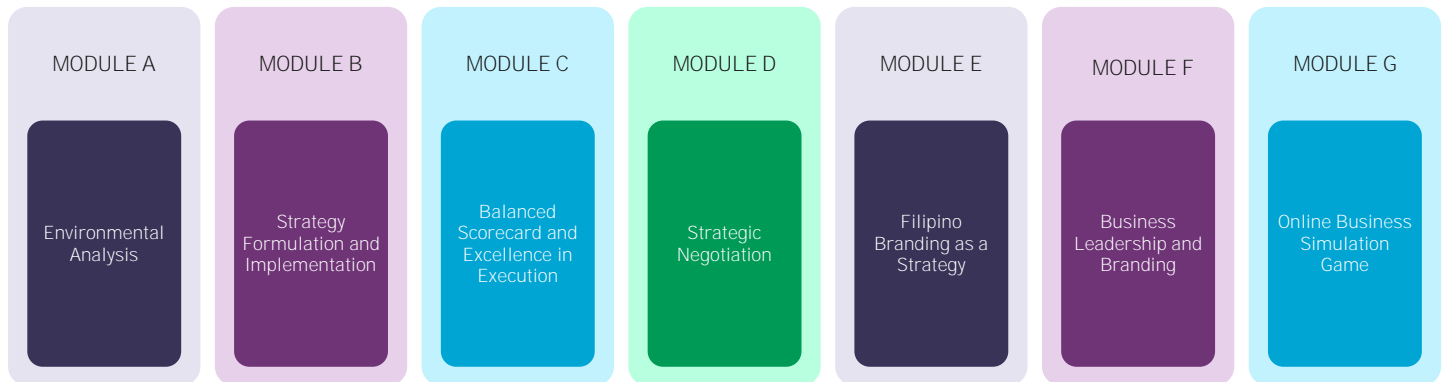 MODULE A
Environmental
Analysis
MODULE B
Strategy
Formulation and
Implementation
MODULE C
Balanced
Scorecard and
Excellence in
Execution
MODULE D
Strategic
Negotiation
MODULE E
Filipino
Branding as a
Strategy
MODULE F
Business
Leadership and
Branding
MODULE G
Online Business
Simulation
Game